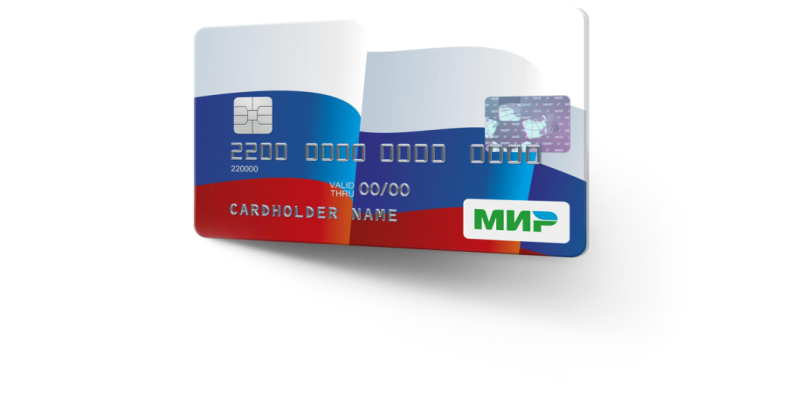 2200 0000 0000 0000
220000
VALID THRU 00/00
CARDHOLDER NAME
МИР